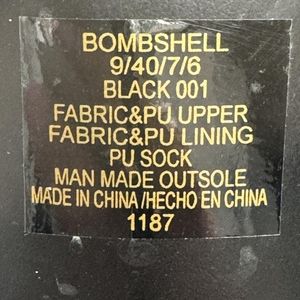 BOMBSHELL
9/40/7/6
BLACK 001
FABRIC&PU UPPER
FABRIC&PU LINING
PU SOCK
MAN MADE OUTSOLE
MADE IN CHINA /HECHO EN CHINA
1187